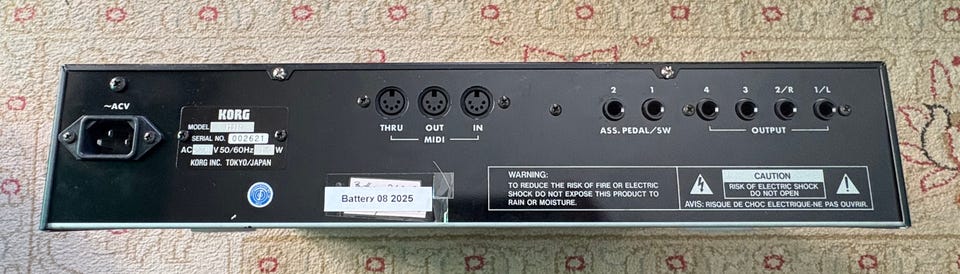 ~ACV
KORG
MODEL
SERIAL NO. 002621
AC V 50/60Hz W
KORG INC. TOKYO/JAPAN
THRU OUT IN
MIDI
2 1
ASS. PEDAL/SW
4 3 2/R 1/L
OUTPUT
Battery 08 2025
WARNING:
TO REDUCE THE RISK OF FIRE OR ELECTRIC
SHOCK DO NOT EXPOSE THIS PRODUCT TO
RAIN OR MOISTURE.
CAUTION
RISK OF ELECTRIC SHOCK
DO NOT OPEN
AVIS: RISQUE DE CHOC ELECTRIQUE-NE PAS OUVRIR.